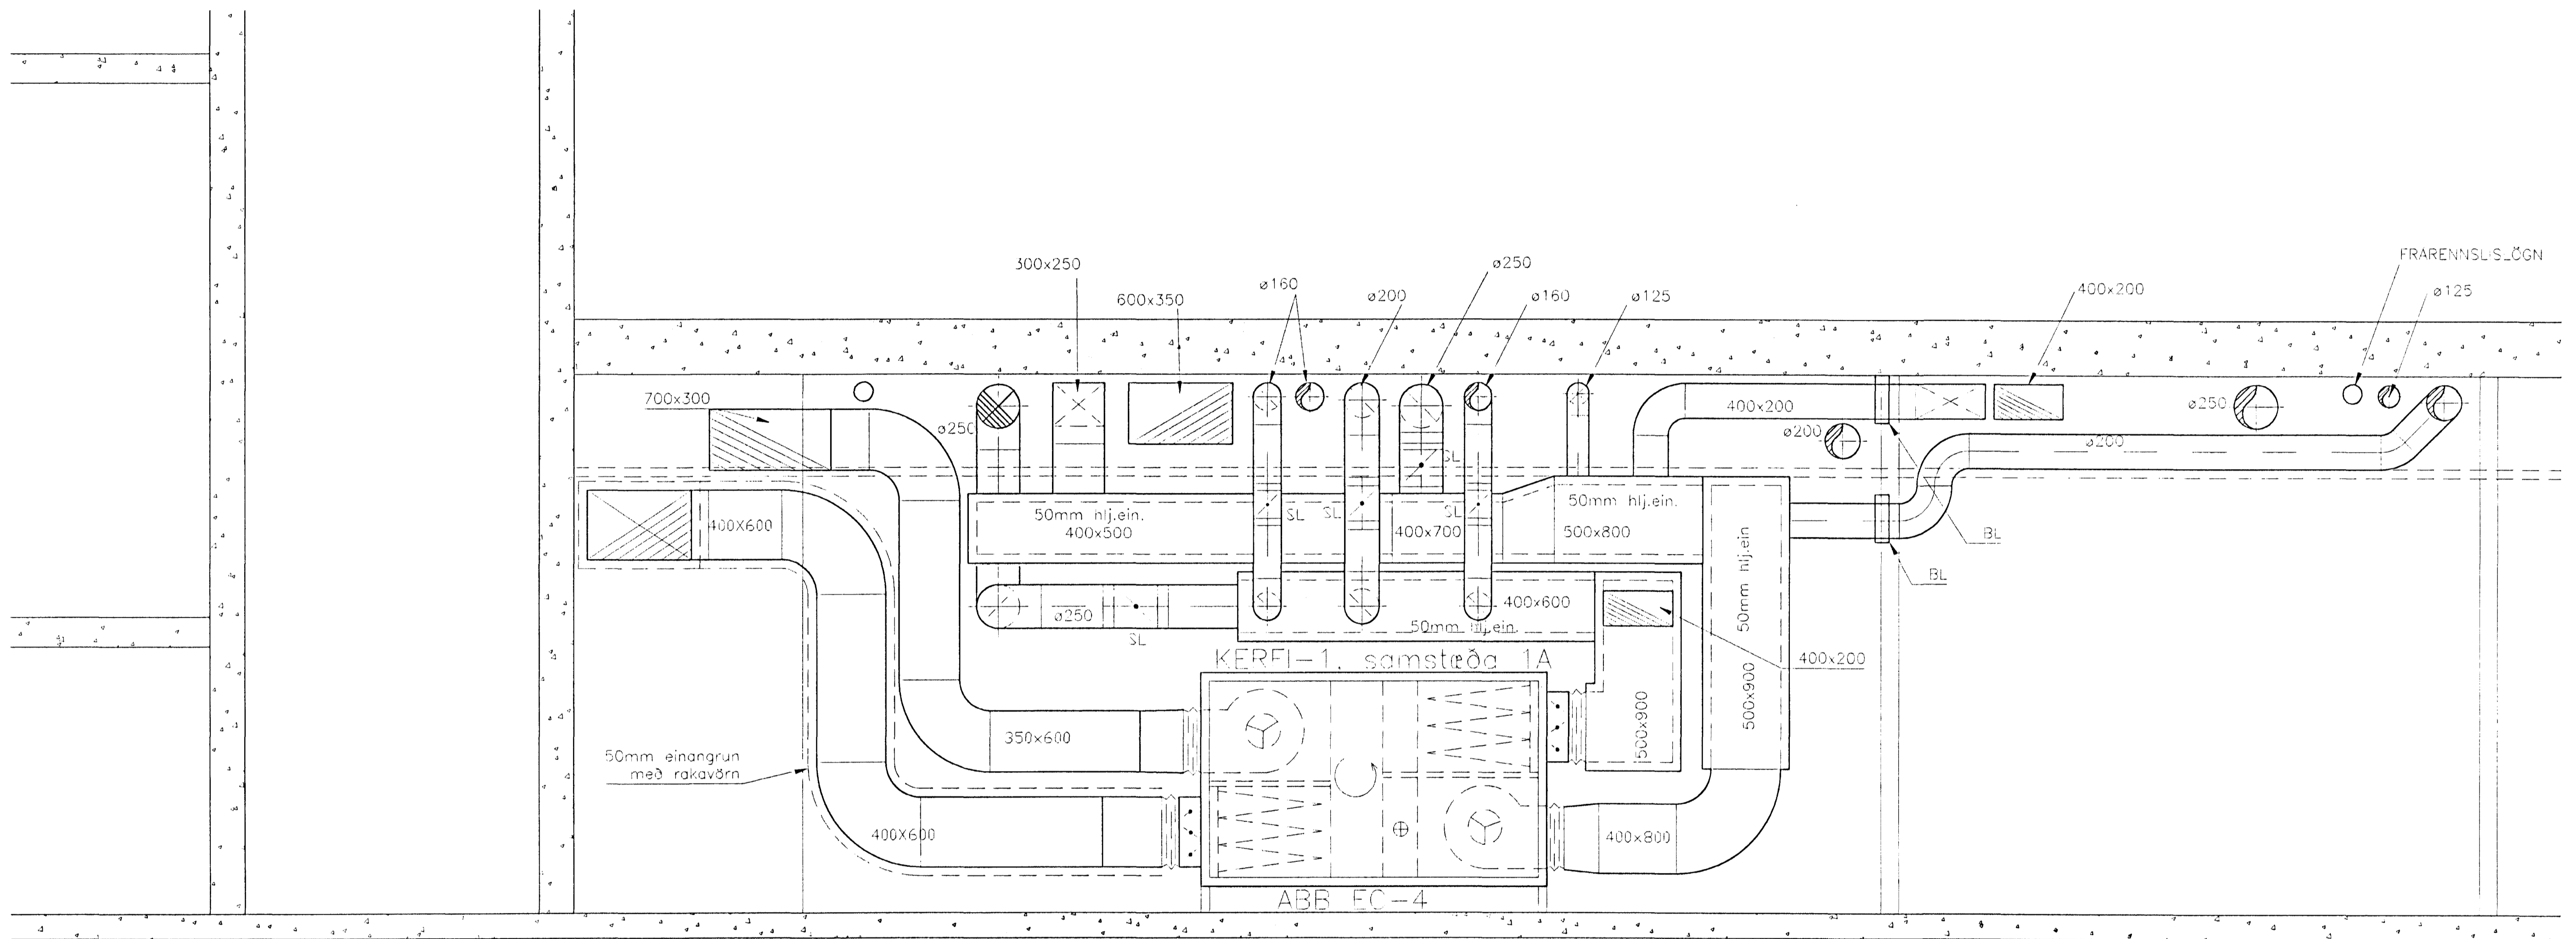 FRARENNSLISLÖGN
300x250
ø250
600x350
ø160
ø200
ø160
ø125
400x200
ø125
700x300
ø250
400x200
ø250
ø200
ø200
SL
400X600
50mm hlj.ein.
400x500
SL
SL
400x700
SL
50mm hlj.ein.
500x800
50mm hlj.ein
500x900
BL
BL
ø250
SL
400x600
50mm hlj.ein.
400x200
KERFI-1, samstæða 1A
500x900
350x600
50mm einangrun
með rakavörn
400X600
400x800
ABB EC-4